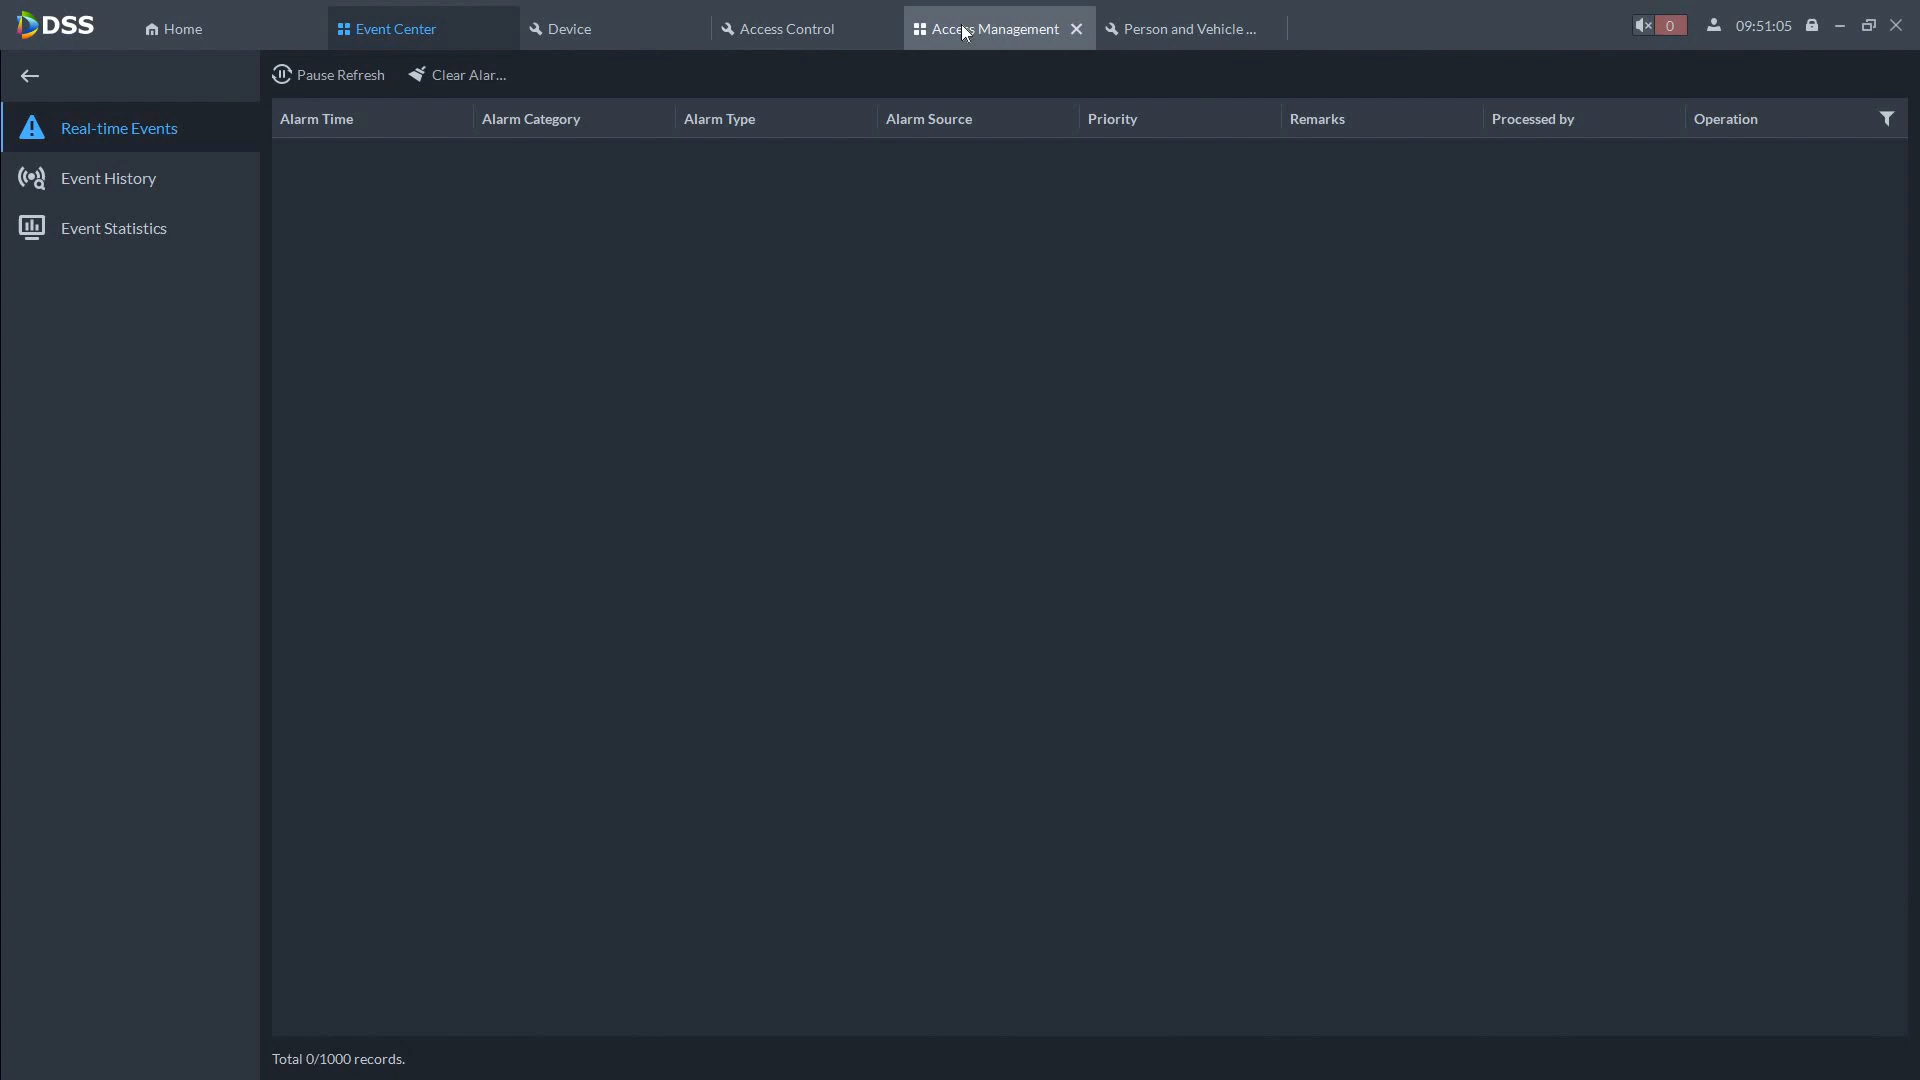 DSS
Home
Event Center
Device
Access Control
Access Management
Person and Vehicle ...
0
09:51:05
Pause Refresh
Clear Alar...
Real-time Events
Event History
Event Statistics
Alarm Time
Alarm Category
Alarm Type
Alarm Source
Priority
Remarks
Processed by
Operation
Total 0/1000 records.